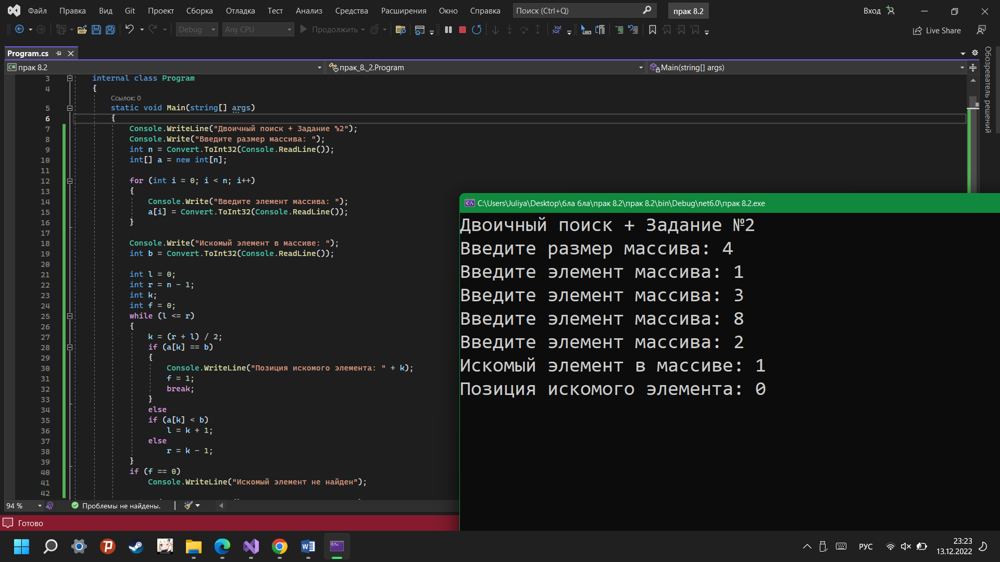 Файл Правка Вид Git Проект Сборка Отладка Тест Анализ Средства Расширения Окно Справка Поиск (Ctrl+Q) прак 8.2 Вход
Debug Any CPU Продолжить Live Share
Program.cs
прак 8.2 прак_8._2.Program Main(string[] args)
Обозреватель решений
3 internal class Program
4 {
Ссылок: 0
5 static void Main(string[] args)
6 {
7 Console.WriteLine("Двоичный поиск + Задание №2");
8 Console.Write("Введите размер массива: ");
9 int n = Convert.ToInt32(Console.ReadLine());
10 int[] a = new int[n];
11
12 for (int i = 0; i < n; i++)
13 {
14 Console.Write("Введите элемент массива: ");
15 a[i] = Convert.ToInt32(Console.ReadLine());
16 }
17
18 Console.Write("Искомый элемент в массиве: ");
19 int b = Convert.ToInt32(Console.ReadLine());
20
21 int l = 0;
22 int r = n - 1;
23 int k;
24 int f = 0;
25 while (l <= r)
26 {
27 k = (r + l) / 2;
28 if (a[k] == b)
29 {
30 Console.WriteLine("Позиция искомого элемента: " + k);
31 f = 1;
32 break;
33 }
34 else
35 if (a[k] < b)
36 l = k + 1;
37 else
38 r = k - 1;
39 }
40 if (f == 0)
41 Console.WriteLine("Искомый элемент не найден");
42
94 % Проблемы не найдены.
Готово
C:\Users\Juliya\Desktop\бла бла\прак 8.2\прак 8.2\bin\Debug\net6.0\прак 8.2.exe
Двоичный поиск + Задание №2
Введите размер массива: 4
Введите элемент массива: 1
Введите элемент массива: 3
Введите элемент массива: 8
Введите элемент массива: 2
Искомый элемент в массиве: 1
Позиция искомого элемента: 0
РУС 23:23
13.12.2022